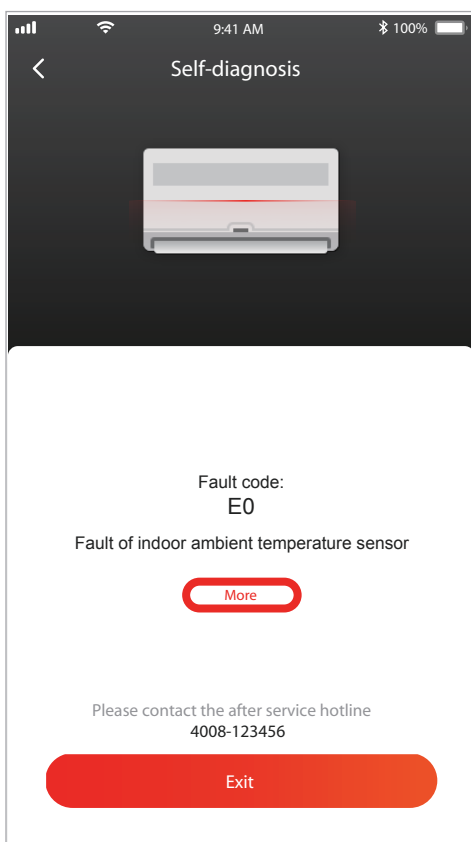 9:41 AM
100%
Self-diagnosis
Fault code:
E0
Fault of indoor ambient temperature sensor
More
Please contact the after service hotline
4008-123456
Exit